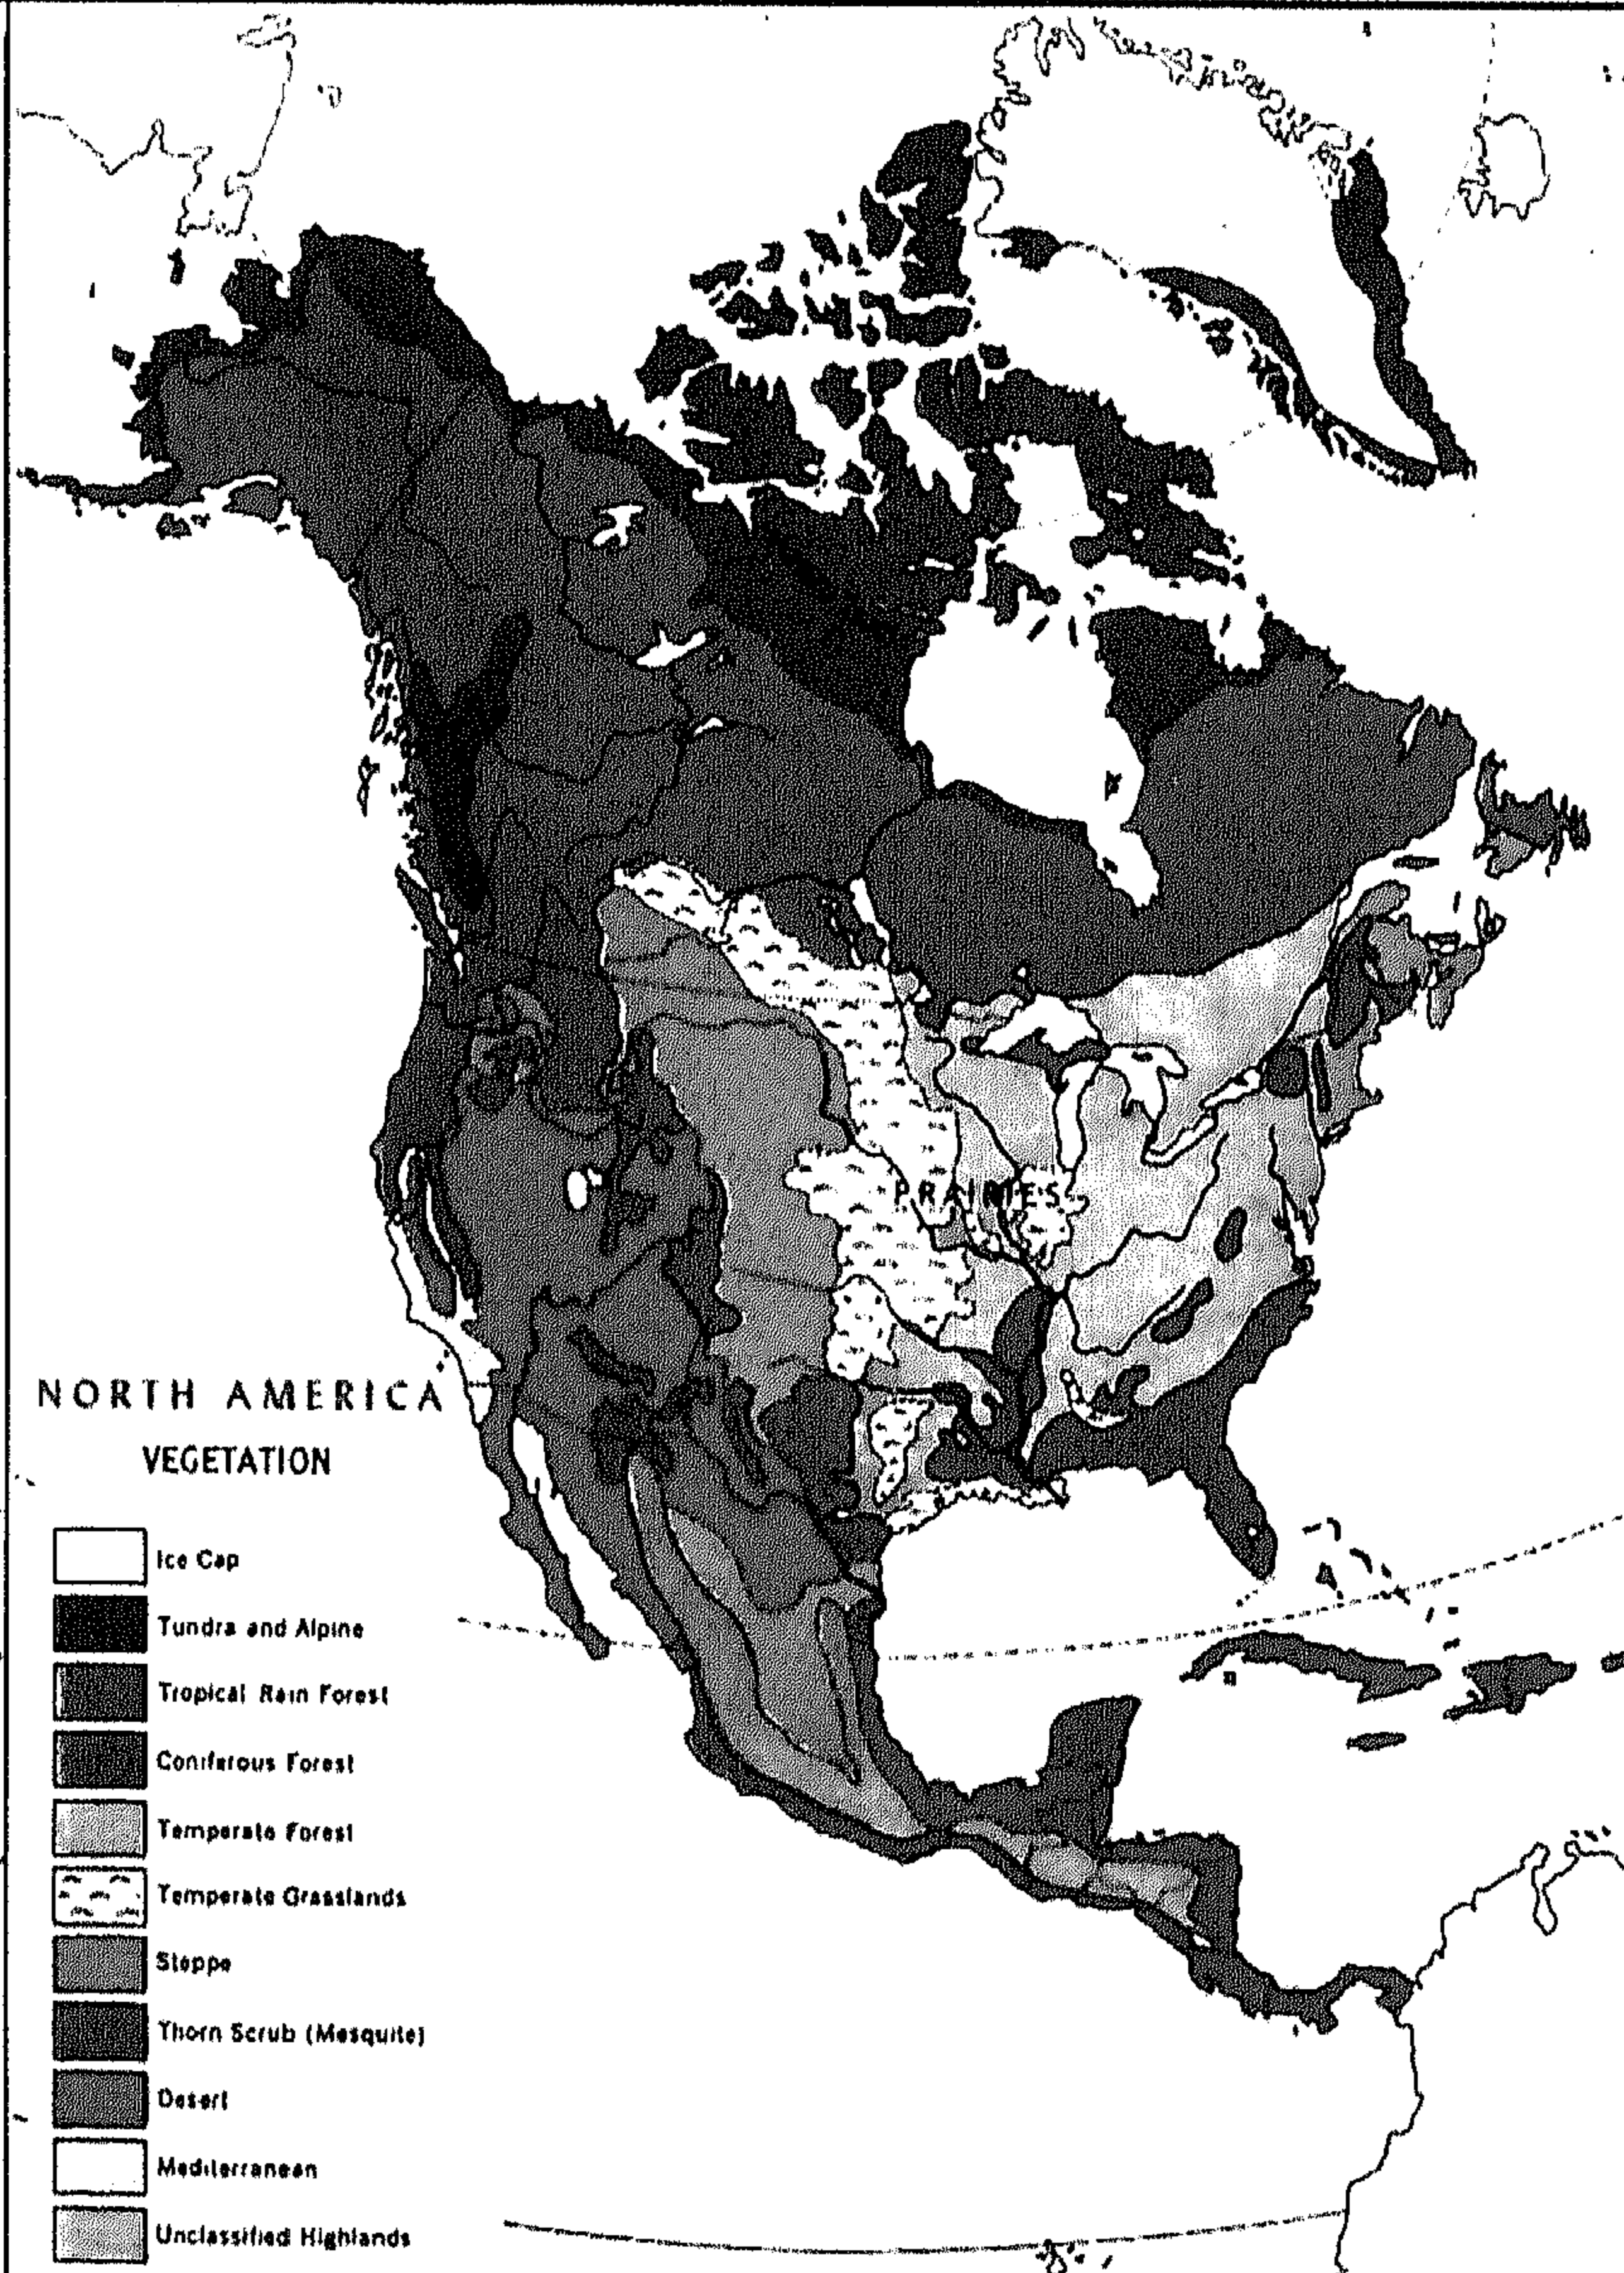 PRAIRIES
NORTH AMERICA
VEGETATION
Ice Cap
Tundra and Alpine
Tropical Rain Forest
Coniferous Forest
Temperate Forest
Temperate Grasslands
Steppe
Thorn Scrub (Mesquite)
Desert
Mediterranean
Unclassified Highlands